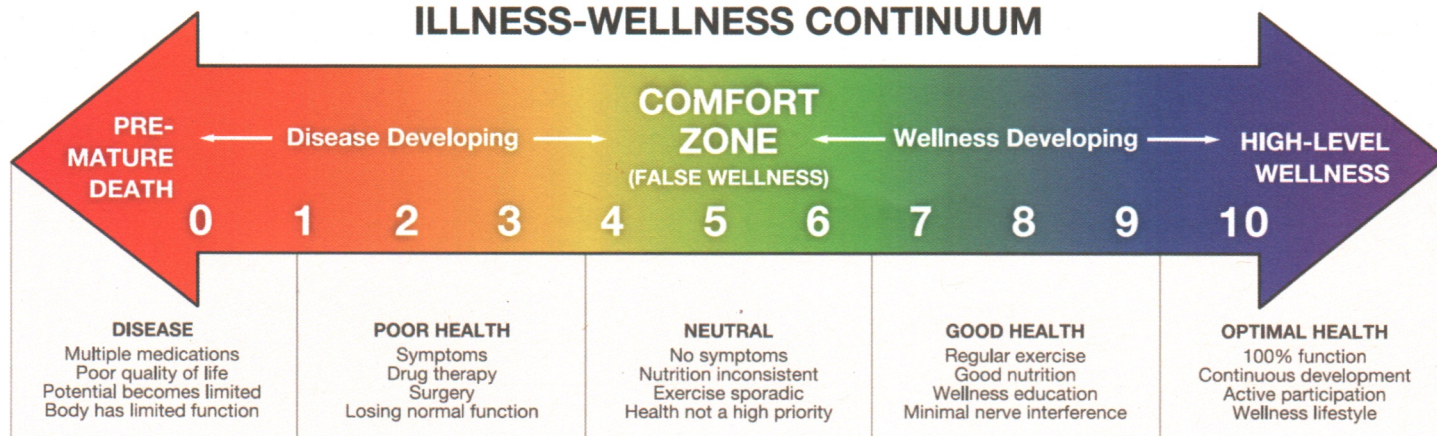 ILLNESS-WELLNESS CONTINUUM
PRE-
MATURE
DEATH
Disease Developing
COMFORT
ZONE
(FALSE WELLNESS)
Wellness Developing
HIGH-LEVEL
WELLNESS
0 1 2 3 4 5 6 7 8 9 10
DISEASE
Multiple medications
Poor quality of life
Potential becomes limited
Body has limited function
POOR HEALTH
Symptoms
Drug therapy
Surgery
Losing normal function
NEUTRAL
No symptoms
Nutrition inconsistent
Exercise sporadic
Health not a high priority
GOOD HEALTH
Regular exercise
Good nutrition
Wellness education
Minimal nerve interference
OPTIMAL HEALTH
100% function
Continuous development
Active participation
Wellness lifestyle